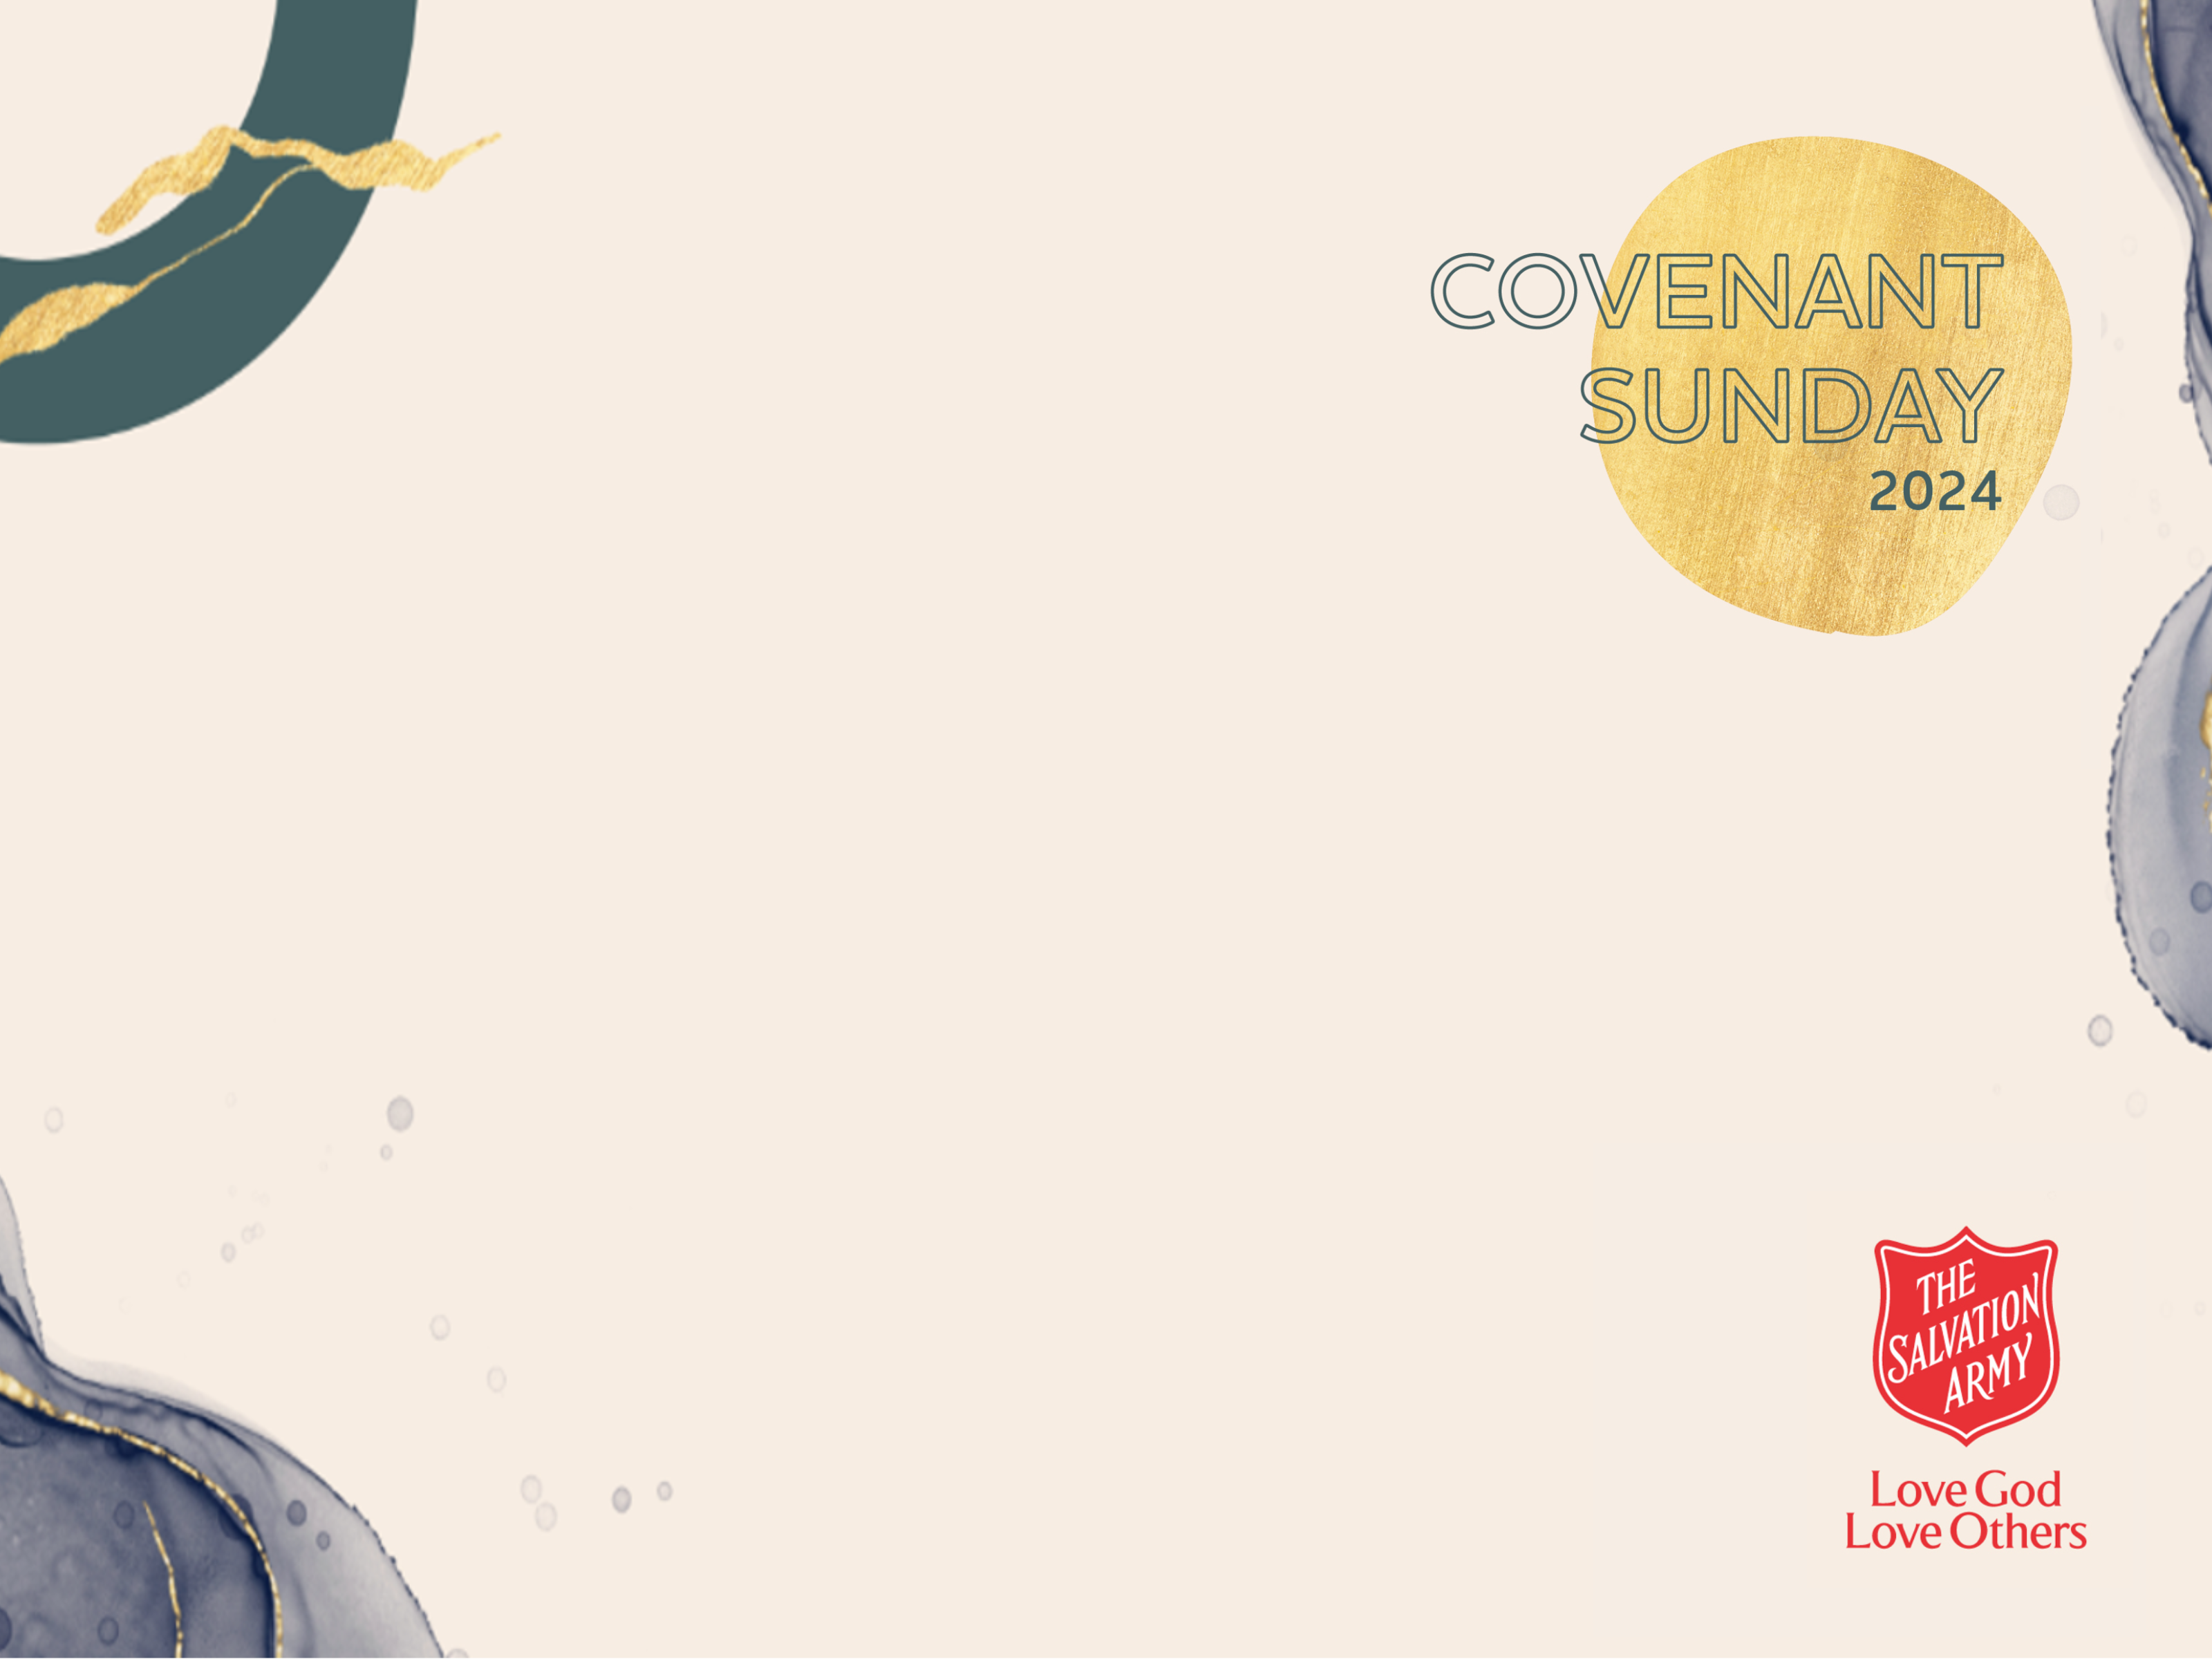 COVENANT
SUNDAY
2024
THE
SALVATION
ARMY
Love God
Love Others